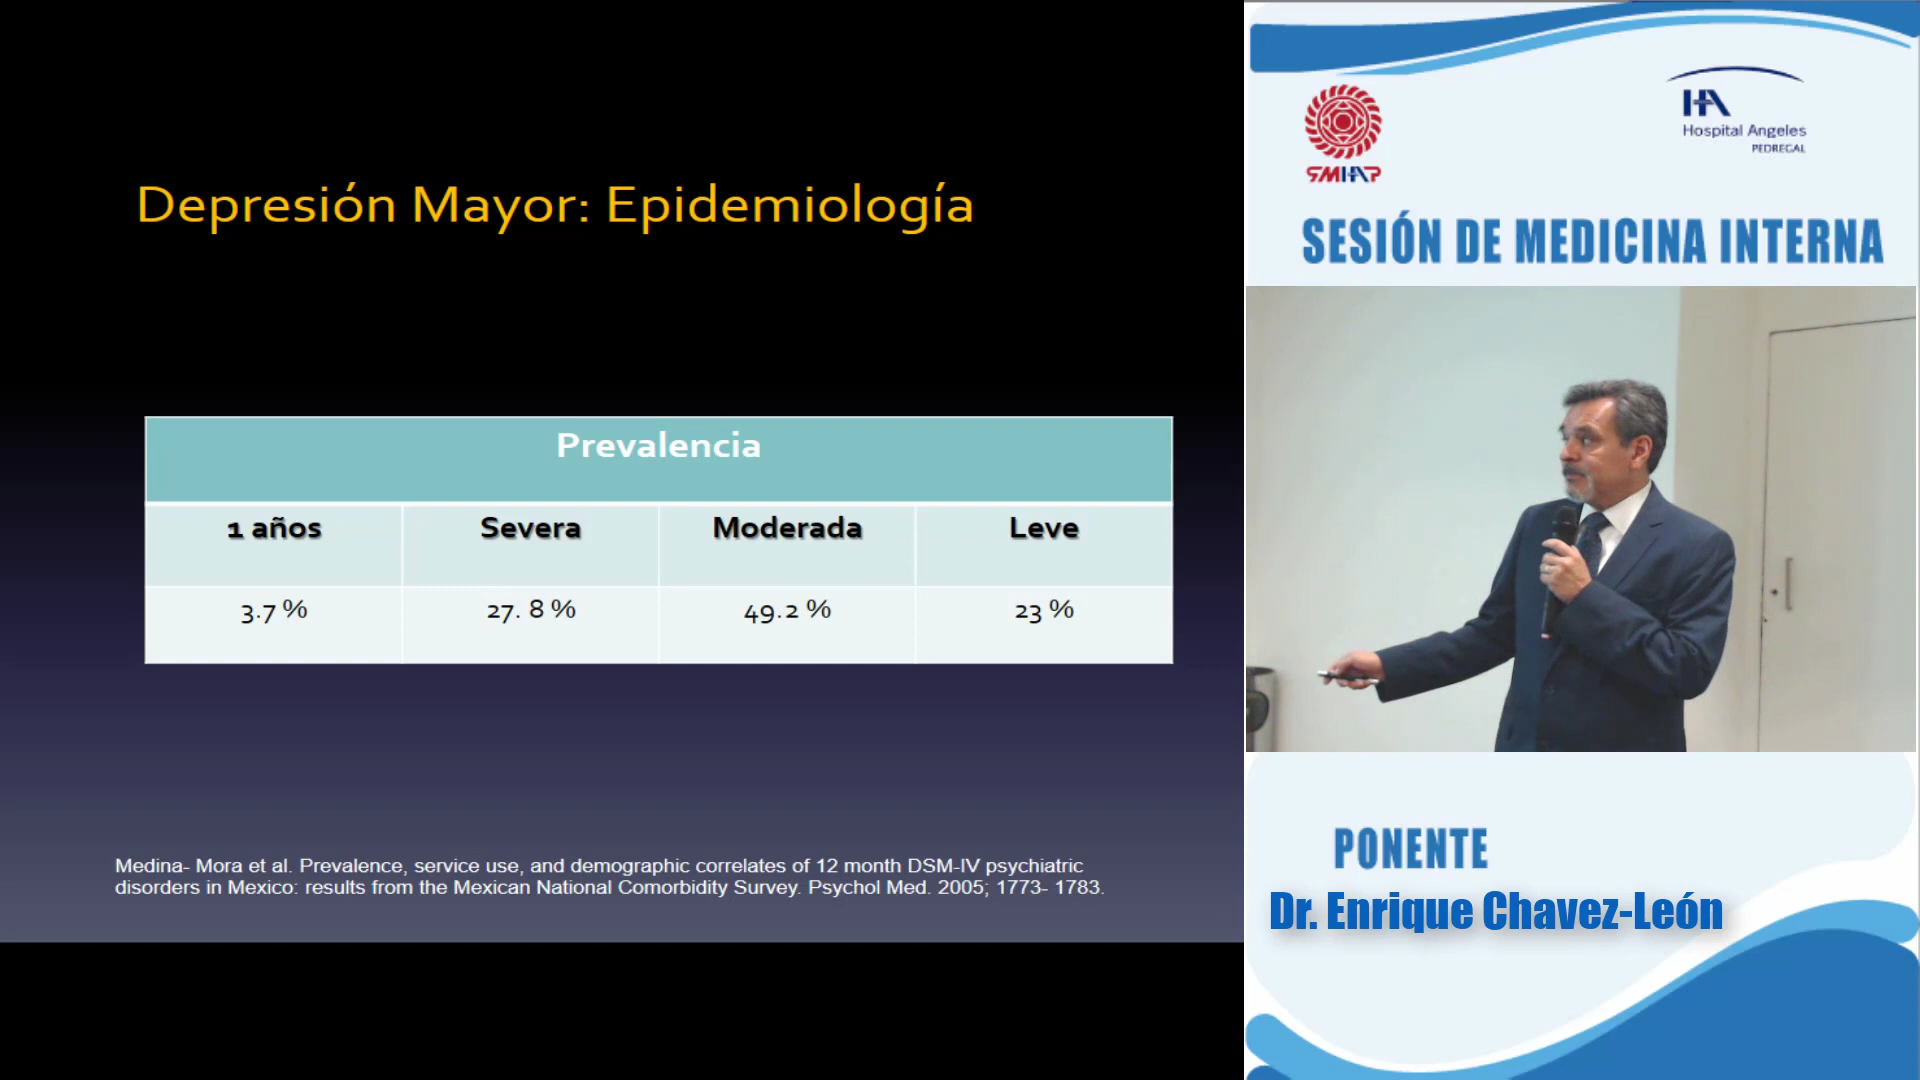 Depresión Mayor: Epidemiología
Prevalencia
1 años Severa Moderada Leve
3.7 % 27. 8 % 49.2 % 23 %
Medina- Mora et al. Prevalence, service use, and demographic correlates of 12 month DSM-IV psychiatric
disorders in Mexico: results from the Mexican National Comorbidity Survey. Psychol Med. 2005; 1773- 1783.
SMIHAP
HA
Hospital Angeles
PEDREGAL
SESIÓN DE MEDICINA INTERNA
PONENTE
Dr. Enrique Chavez-León